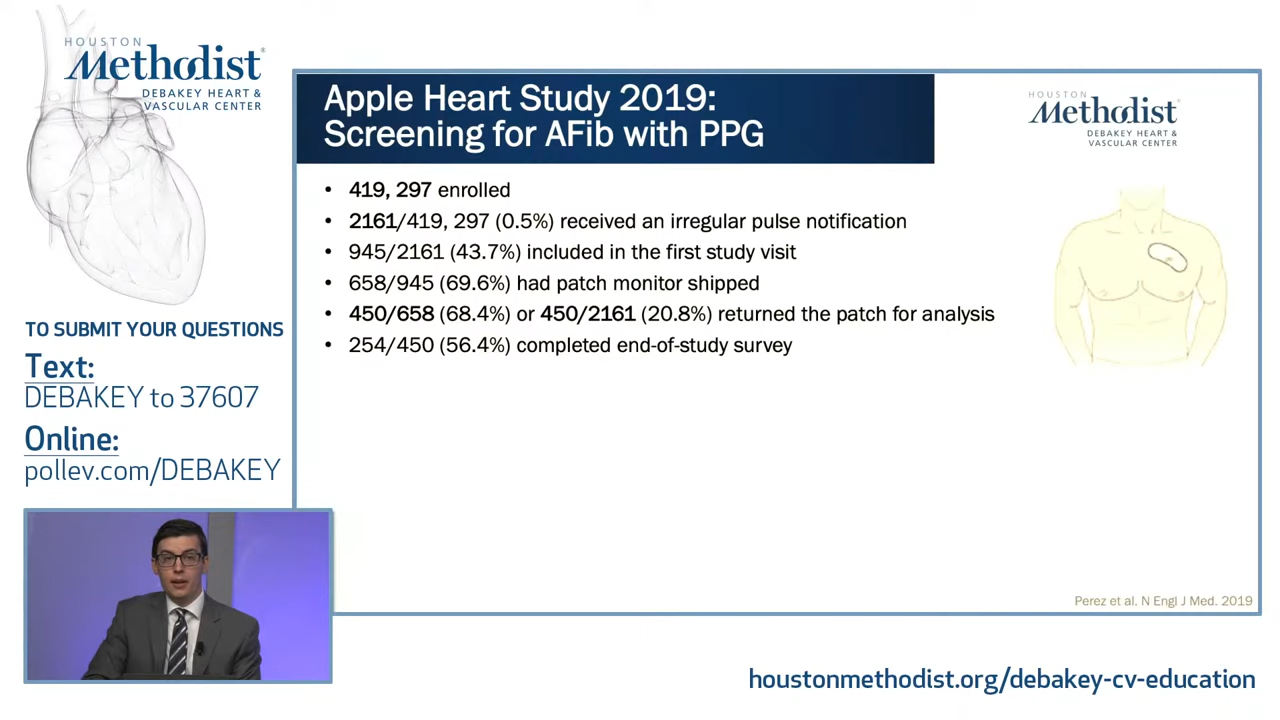 HOUSTON
Methodist
DEBAKEY HEART &
VASCULAR CENTER
TO SUBMIT YOUR QUESTIONS
Text:
DEBAKEY to 37607
Online:
pollev.com/DEBAKEY
Apple Heart Study 2019:
Screening for AFib with PPG
HOUSTON
Methodist
DEBAKEY HEART &
VASCULAR CENTER
• 419, 297 enrolled
• 2161/419, 297 (0.5%) received an irregular pulse notification
• 945/2161 (43.7%) included in the first study visit
• 658/945 (69.6%) had patch monitor shipped
• 450/658 (68.4%) or 450/2161 (20.8%) returned the patch for analysis
• 254/450 (56.4%) completed end-of-study survey
Perez et al. N Engl J Med. 2019
houstonmethodist.org/debakey-cv-education